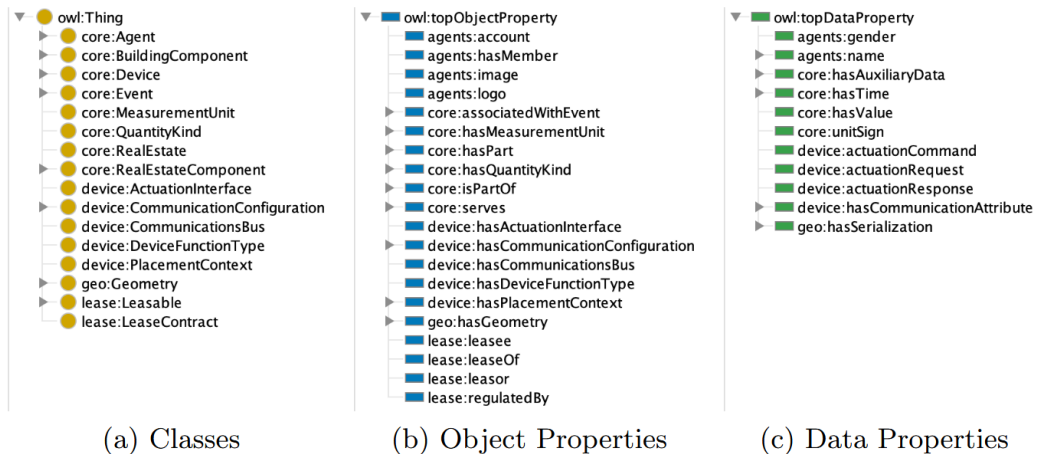 owl:Thing
core:Agent
core:BuildingComponent
core:Device
core:Event
core:MeasurementUnit
core:QuantityKind
core:RealEstate
core:RealEstateComponent
device:ActuationInterface
device:CommunicationConfiguration
device:CommunicationsBus
device:DeviceFunctionType
device:PlacementContext
geo:Geometry
lease:Leasable
lease:LeaseContract
(a) Classes
owl:topObjectProperty
agents:account
agents:hasMember
agents:image
agents:logo
core:associatedWithEvent
core:hasMeasurementUnit
core:hasPart
core:hasQuantityKind
core:isPartOf
core:serves
device:hasActuationInterface
device:hasCommunicationConfiguration
device:hasCommunicationsBus
device:hasDeviceFunctionType
device:hasPlacementContext
geo:hasGeometry
lease:leasee
lease:leaseOf
lease:leasor
lease:regulatedBy
(b) Object Properties
owl:topDataProperty
agents:gender
agents:name
core:hasAuxiliaryData
core:hasTime
core:hasValue
core:unitSign
device:actuationCommand
device:actuationRequest
device:actuationResponse
device:hasCommunicationAttribute
geo:hasSerialization
(c) Data Properties